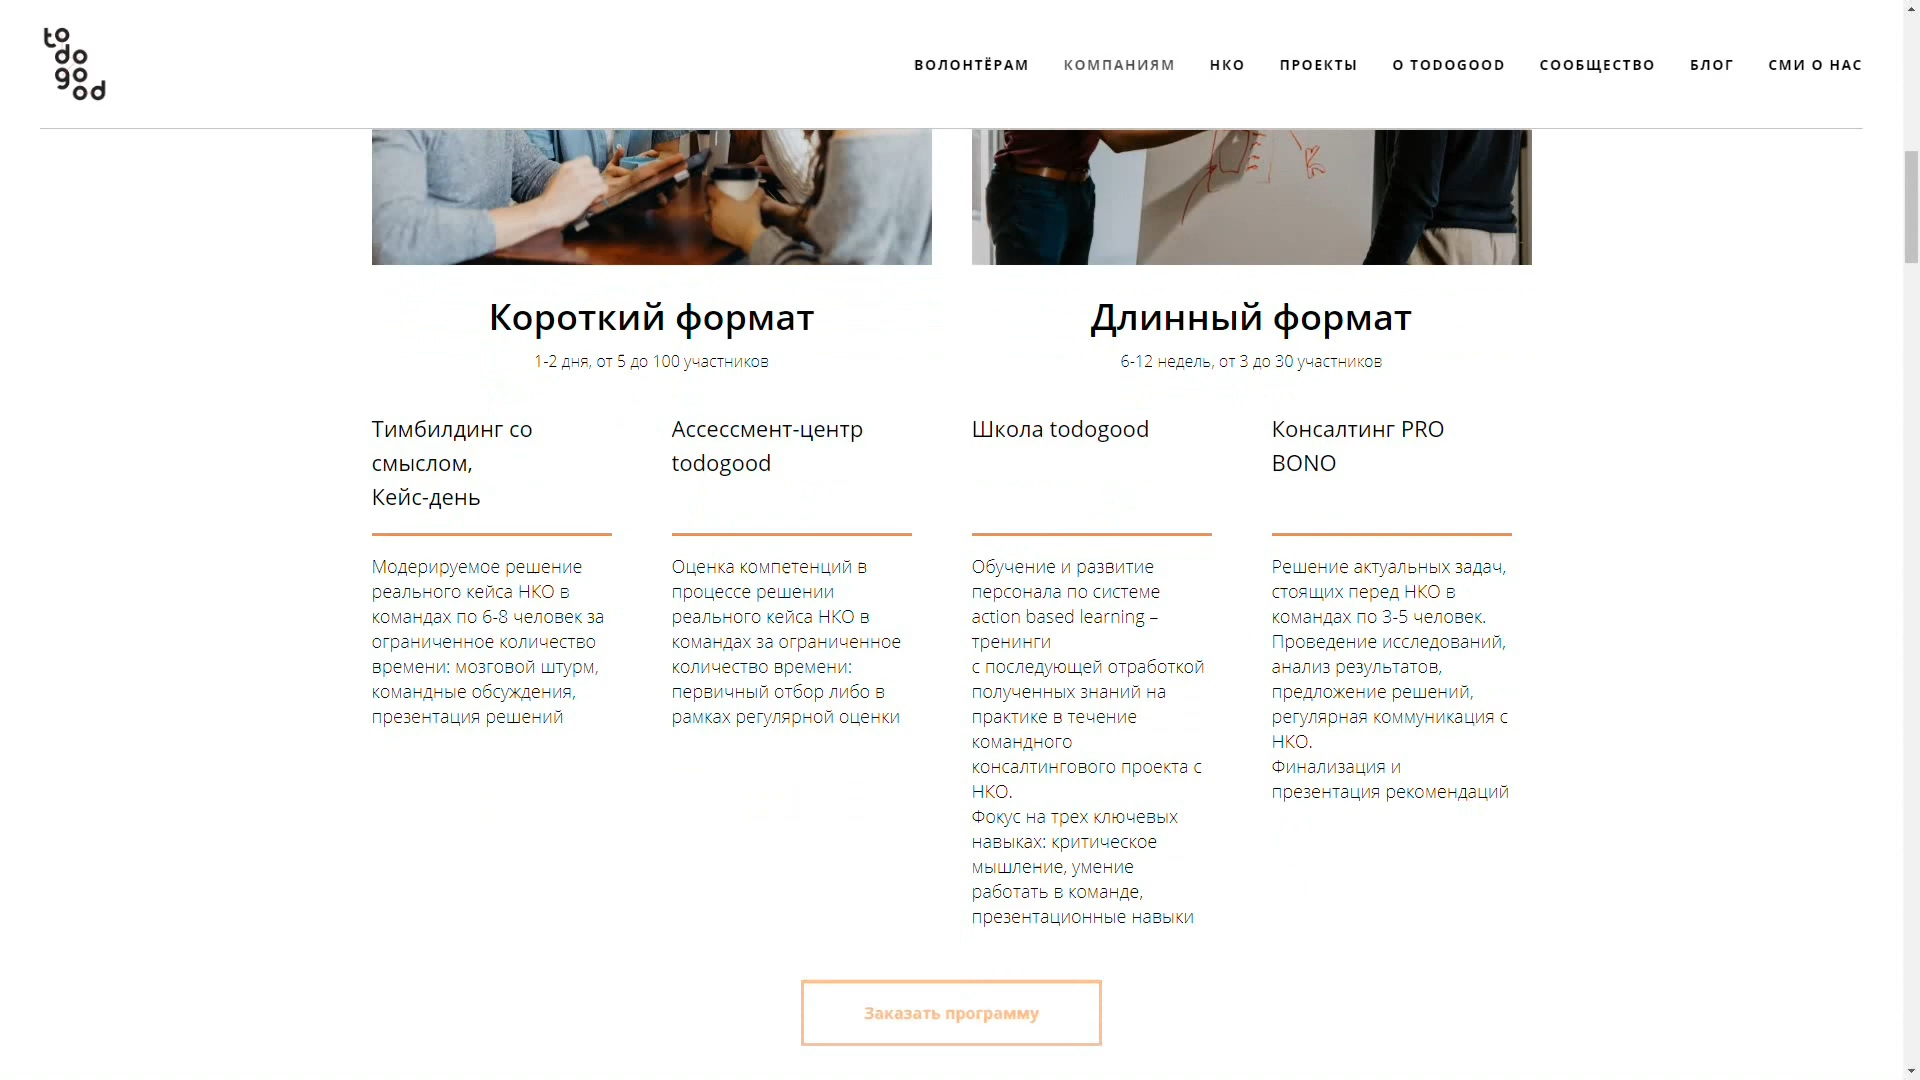 to
do
go
od
ВОЛОНТЁРАМ КОМПАНИЯМ НКО ПРОЕКТЫ О TODOGOOD СООБЩЕСТВО БЛОГ СМИ О НАС
Короткий формат
1-2 дня, от 5 до 100 участников
Длинный формат
6-12 недель, от 3 до 30 участников
Тимбилдинг со
смыслом,
Кейс-день
Модерируемое решение
реального кейса НКО в
командах по 6-8 человек за
ограниченное количество
времени: мозговой штурм,
командные обсуждения,
презентация решений
Ассессмент-центр
todogood
Оценка компетенций в
процессе решении
реального кейса НКО в
командах за ограниченное
количество времени:
первичный отбор либо в
рамках регулярной оценки
Школа todogood
Обучение и развитие
персонала по системе
action based learning –
тренинги
с последующей отработкой
полученных знаний на
практике в течение
командного
консалтингового проекта с
НКО.
Фокус на трех ключевых
навыках: критическое
мышление, умение
работать в команде,
презентационные навыки
Консалтинг PRO
BONO
Решение актуальных задач,
стоящих перед НКО в
командах по 3-5 человек.
Проведение исследований,
анализ результатов,
предложение решений,
регулярная коммуникация с
НКО.
Финализация и
презентация рекомендаций
Заказать программу